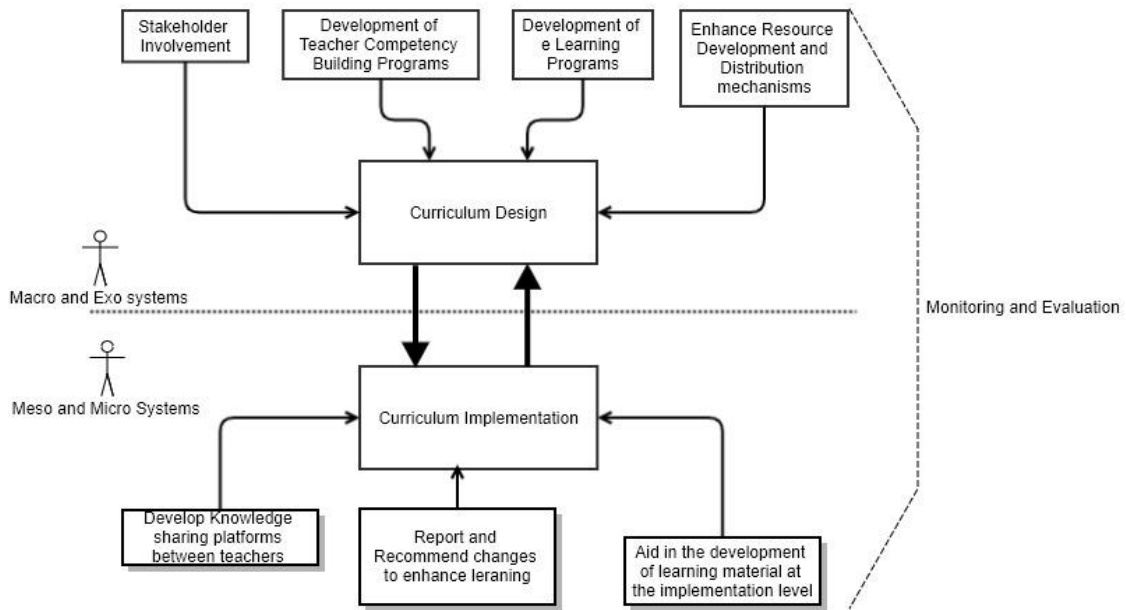 Stakeholder
Involvement
Development of
Teacher Competency
Building Programs
Development of
e Learning
Programs
Enhance Resource
Development and
Distribution
mechanisms
Curriculum Design
Macro and Exo systems
Monitoring and Evaluation
Meso and Micro Systems
Curriculum Implementation
Develop Knowledge
sharing platforms
between teachers
Report and
Recommend changes
to enhance leraning
Aid in the development
of learning material at
the implementation level